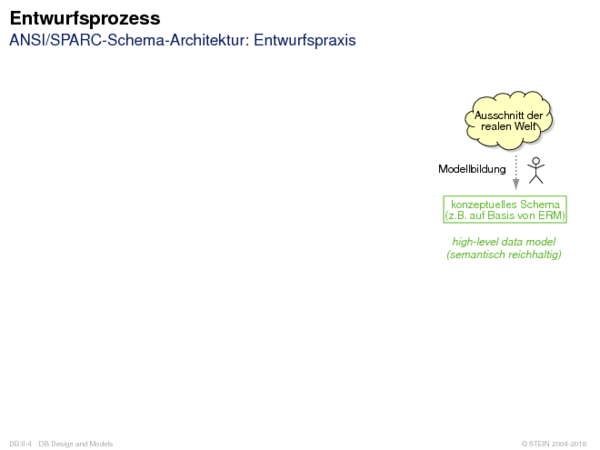 Entwurfsprozess
ANSI/SPARC-Schema-Architektur: Entwurfspraxis
Ausschnitt der
realen Welt
Modellbildung
konzeptuelles Schema
(z.B. auf Basis von ERM)
high-level data model
(semantisch reichhaltig)
DB:II-4 DB Design and Models
© STEIN 2004-2018